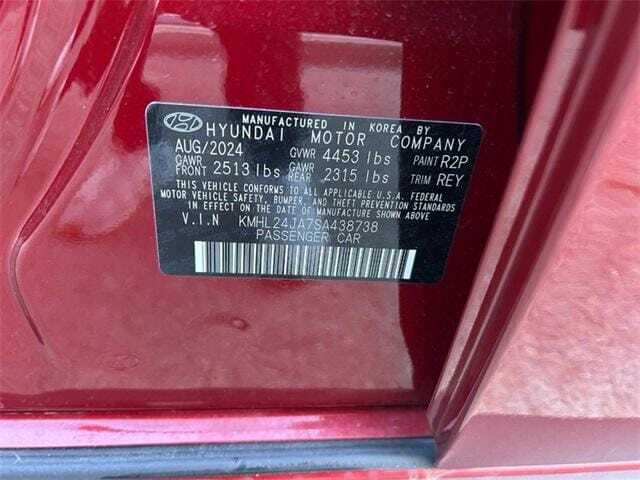 MANUFACTURED IN KOREA BY
HYUNDAI MOTOR COMPANY
AUG/2024 GVWR 4453 lbs PAINT R2P
GAWR FRONT 2513 lbs GAWR REAR 2315 lbs TRIM REY
THIS VEHICLE CONFORMS TO ALL APPLICABLE U.S.A. FEDERAL
MOTOR VEHICLE SAFETY, BUMPER, AND THEFT PREVENTION STANDARDS
IN EFFECT ON THE DATE OF MANUFACTURE SHOWN ABOVE.
V.I.N KMHL24JA7SA438738
PASSENGER CAR